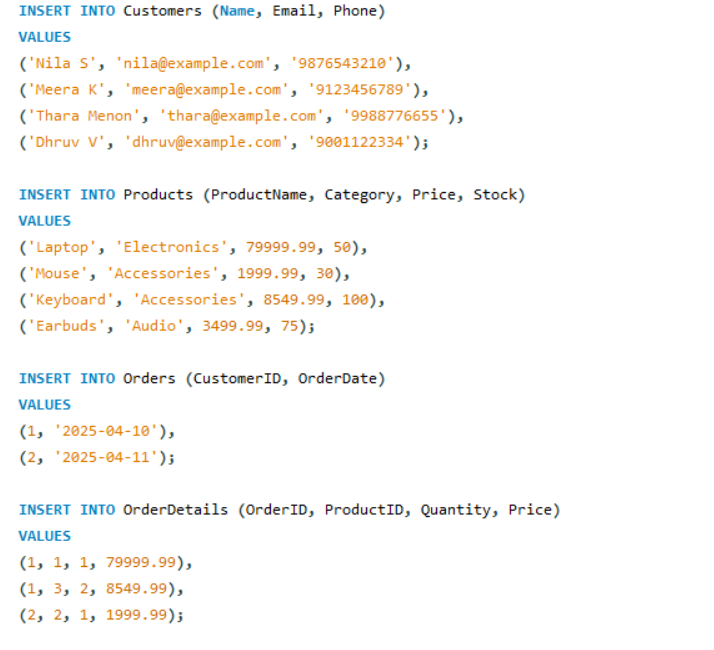 INSERT INTO Customers (Name, Email, Phone)
VALUES
('Nila S', 'nila@example.com', '9876543210'),
('Meera K', 'meera@example.com', '9123456789'),
('Thara Menon', 'thara@example.com', '9988776655'),
('Dhruv V', 'dhruv@example.com', '9001122334');
INSERT INTO Products (ProductName, Category, Price, Stock)
VALUES
('Laptop', 'Electronics', 79999.99, 50),
('Mouse', 'Accessories', 1999.99, 30),
('Keyboard', 'Accessories', 8549.99, 100),
('Earbuds', 'Audio', 3499.99, 75);
INSERT INTO Orders (CustomerID, OrderDate)
VALUES
(1, '2025-04-10'),
(2, '2025-04-11');
INSERT INTO OrderDetails (OrderID, ProductID, Quantity, Price)
VALUES
(1, 1, 1, 79999.99),
(1, 3, 2, 8549.99),
(2, 2, 1, 1999.99);